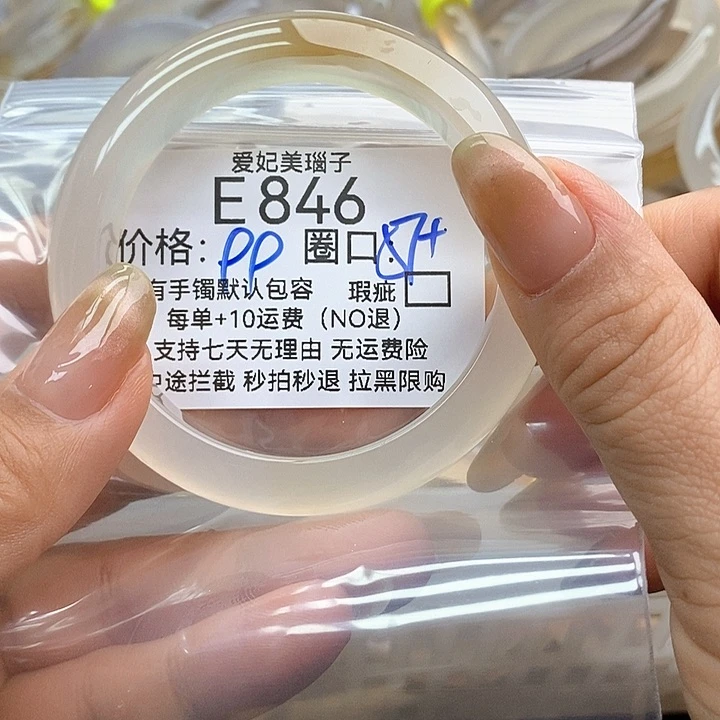 爱妃美瑙子
E846
价格: PP 圈口:
有手镯默认包容 瑕疵
每单+10运费（NO退）
支持七天无理由 无运费险
中途拦截 秒拍秒退 拉黑限购